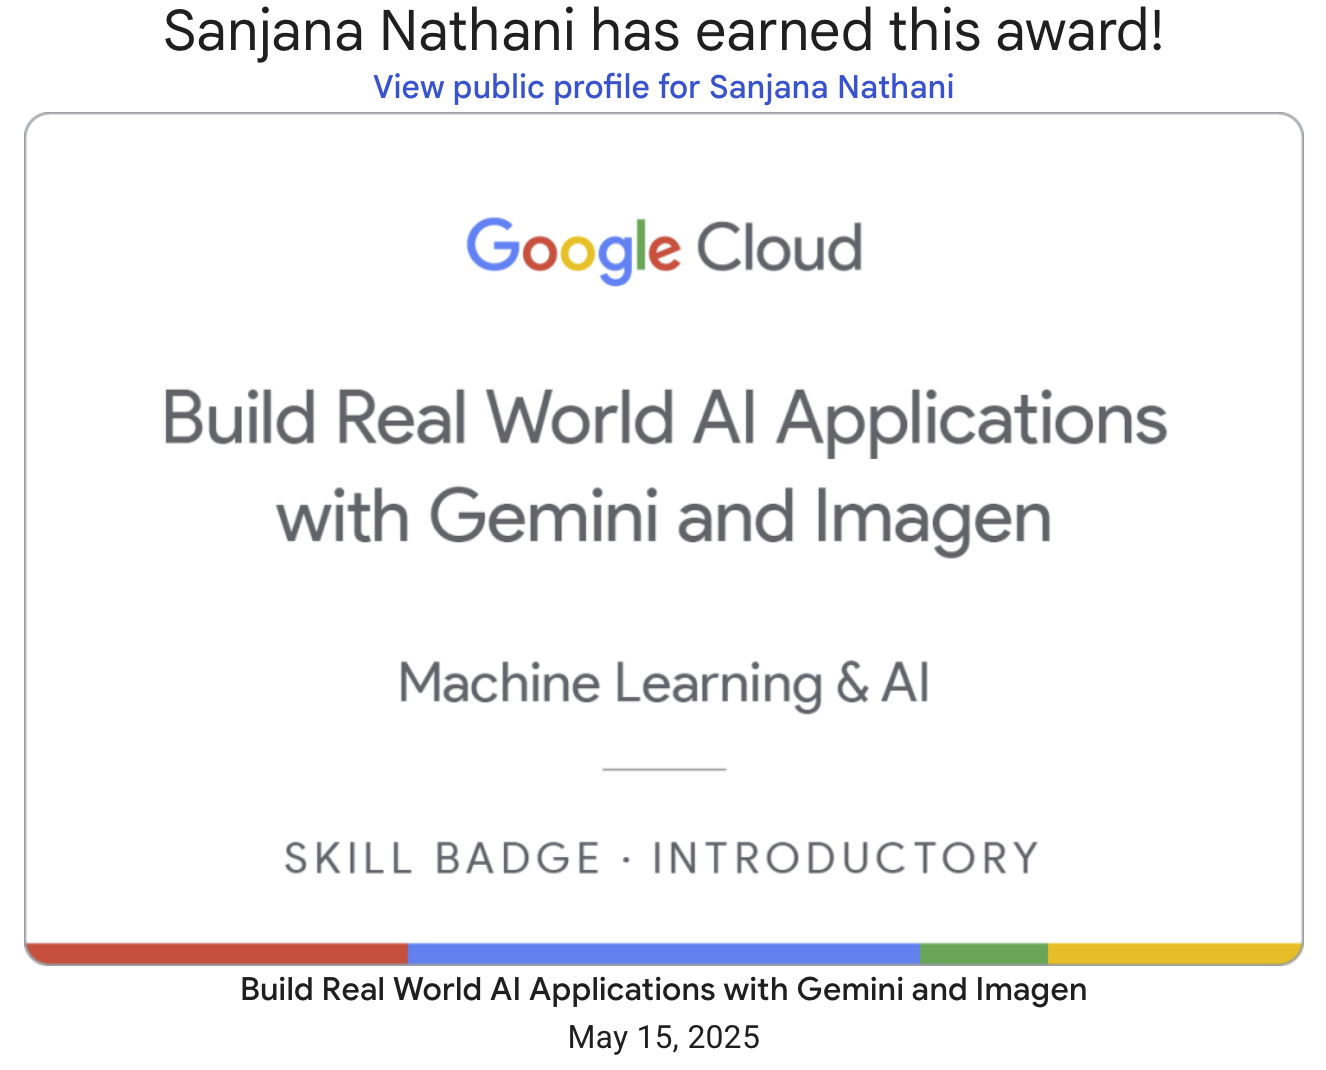 Sanjana Nathani has earned this award!
View public profile for Sanjana Nathani
Google Cloud
Build Real World AI Applications
with Gemini and Imagen
Machine Learning & AI
SKILL BADGE · INTRODUCTORY
Build Real World AI Applications with Gemini and Imagen
May 15, 2025